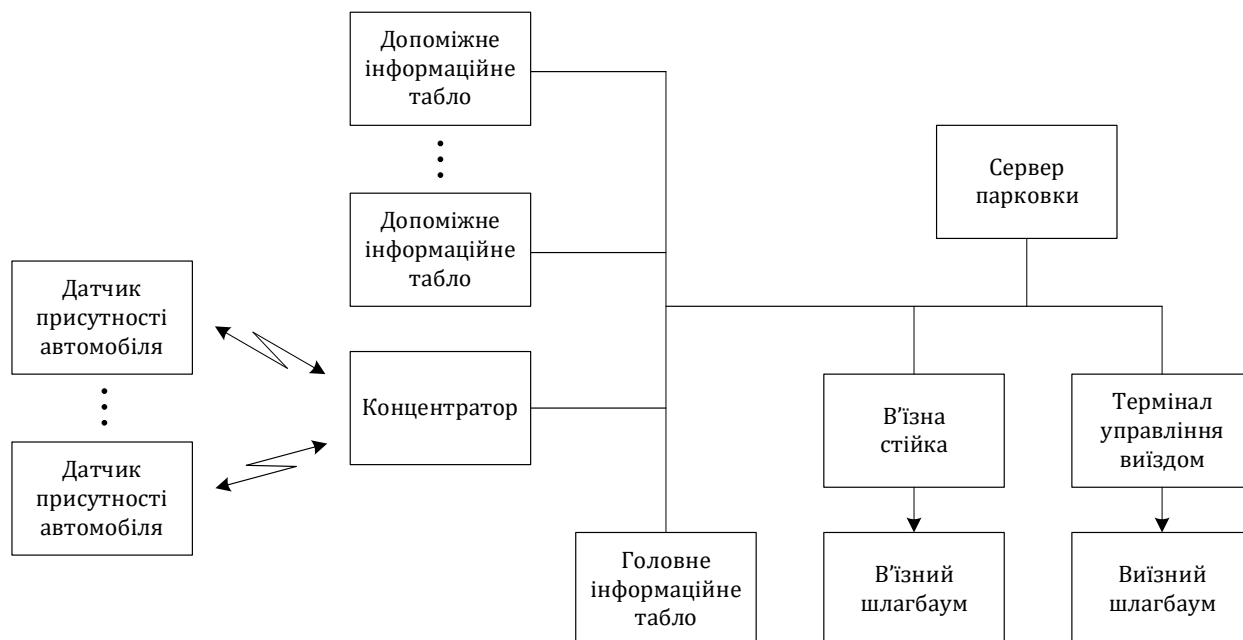 Допоміжне
інформаційне
табло
Допоміжне
інформаційне
табло
Сервер
парковки
Датчик
присутності
автомобіля
Датчик
присутності
автомобіля
Концентратор
В’їзна
стійка
Термінал
управління
виїздом
Головне
інформаційне
табло
В’їзний
шлагбаум
Виїзний
шлагбаум